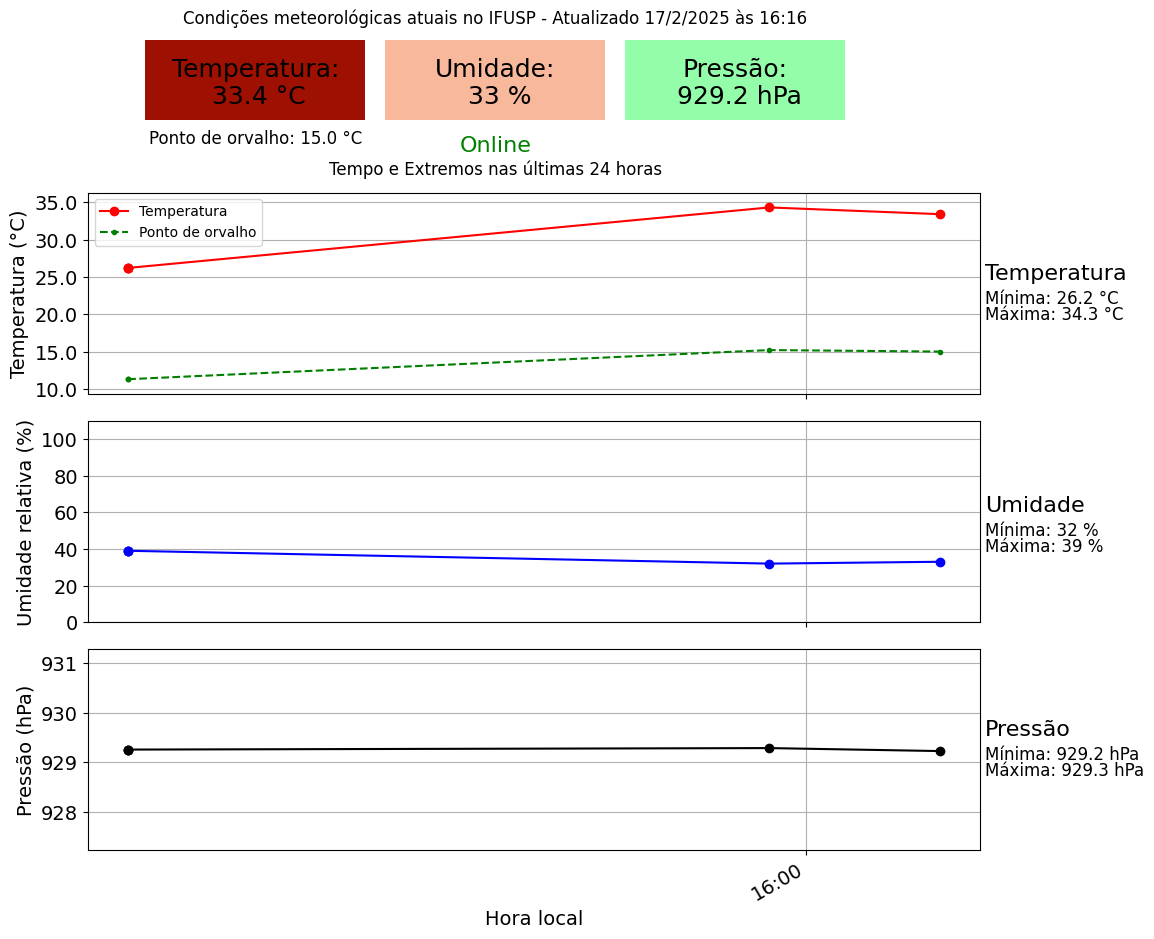 Condições meteorológicas atuais no IFUSP - Atualizado 17/2/2025 às 16:16
Temperatura:
33.4 °C
Umidade:
33 %
Pressão:
929.2 hPa
Ponto de orvalho: 15.0 °C
Online
Tempo e Extremos nas últimas 24 horas
Temperatura (°C)
35.0
30.0
25.0
20.0
15.0
10.0
Temperatura
Ponto de orvalho
Temperatura
Mínima: 26.2 °C
Máxima: 34.3 °C
Umidade relativa (%)
100
80
60
40
20
0
Umidade
Mínima: 32 %
Máxima: 39 %
Pressão (hPa)
931
930
929
928
Pressão
Mínima: 929.2 hPa
Máxima: 929.3 hPa
16:00
Hora local